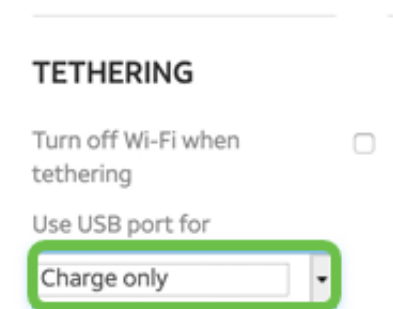 TETHERING
Turn off Wi-Fi when
tethering
Use USB port for
Charge only